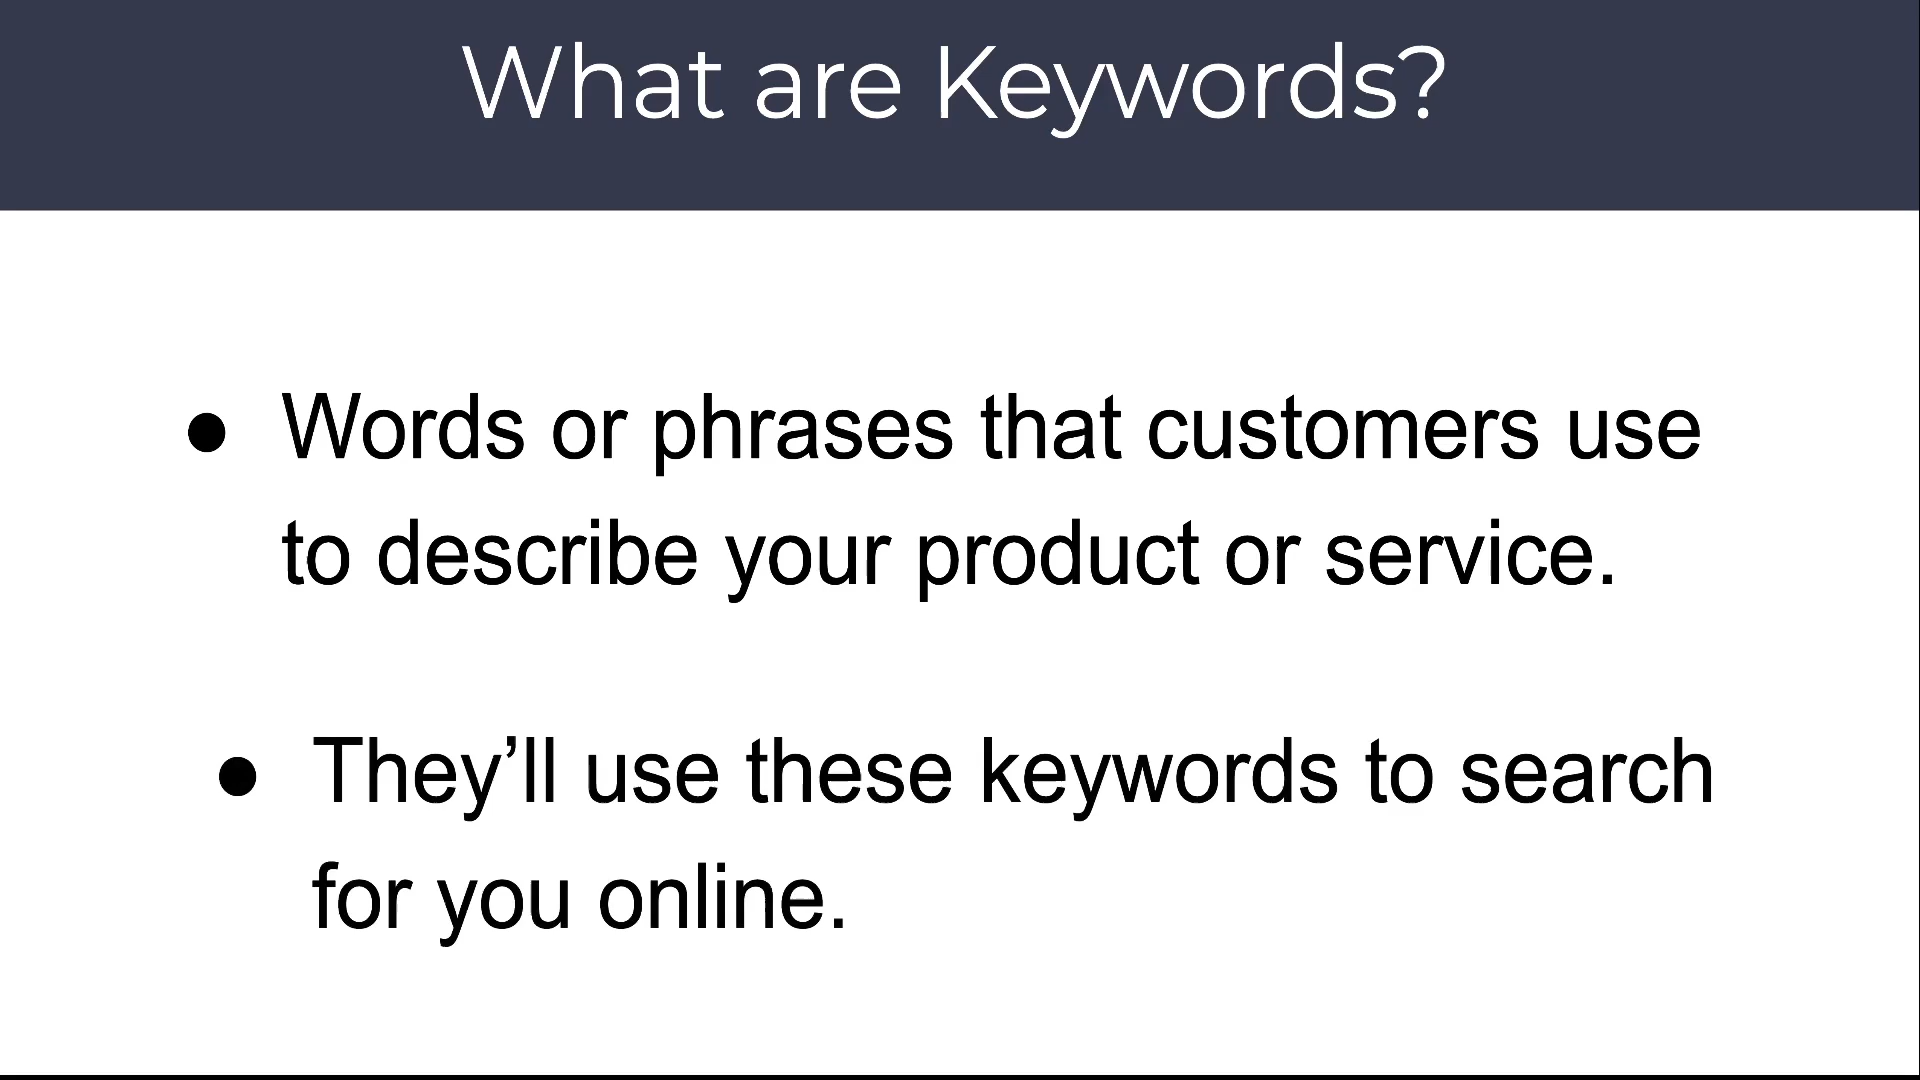 What are Keywords?
● Words or phrases that customers use
to describe your product or service.
● They’ll use these keywords to search
for you online.